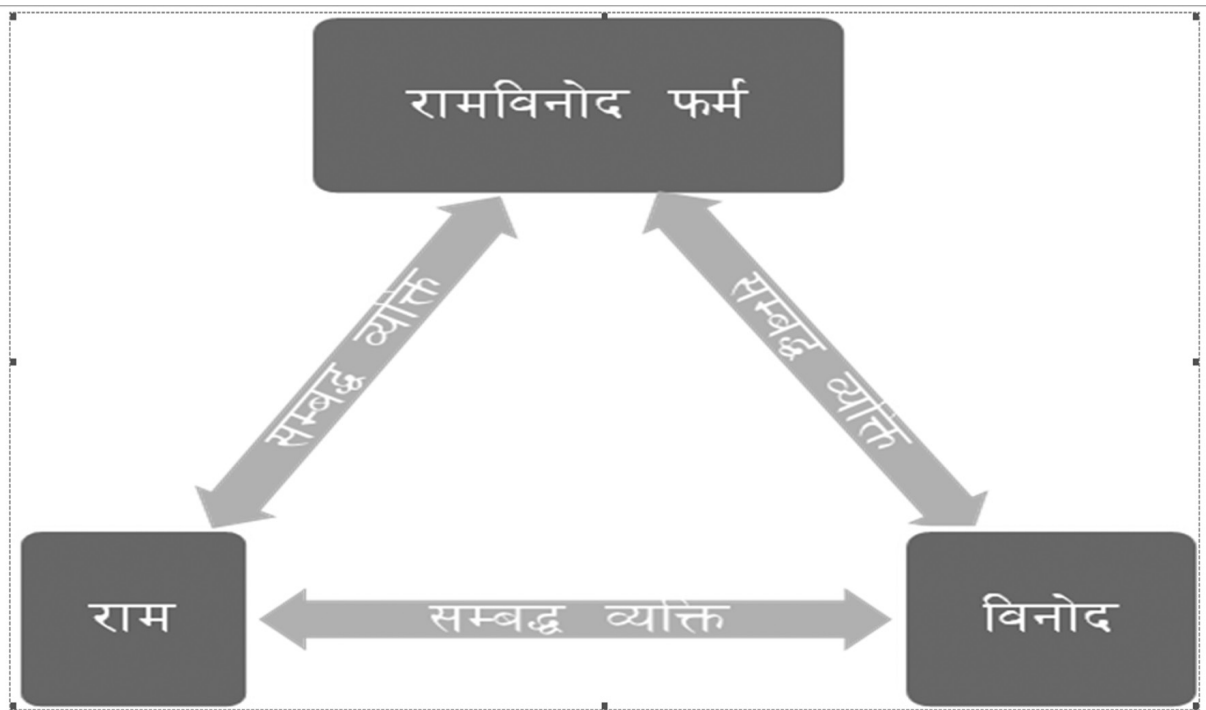 रामविनोद फर्म
सम्बद्ध व्यक्ति
सम्बद्ध व्यक्ति
राम
सम्बद्ध व्यक्ति
विनोद